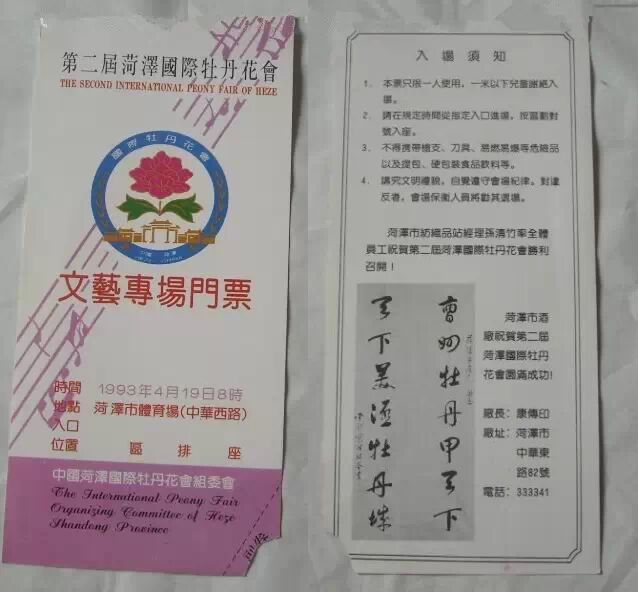 第二屆菏澤國際牡丹花會
THE SECOND INTERNATIONAL PEONY FAIR OF HEZE
國際牡丹花會
中國 菏澤
文藝專場門票
時間 1993年4月19日8時
地點 菏澤市體育場(中華西路)
入口
位置 區 排 座
中國菏澤國際牡丹花會組委會
The International Peony Fair
Organizing Committee of Heze
Shandong Province
副券
入場須知
1. 本票只限一人使用，一米以下兒童謝絕入
場。
2. 請在規定時間從指定入口進場，按區劃對
號入座。
3. 不得攜帶槍支、刀具、易燃易爆等危險品
以及提包、硬包裝食品飲料等。
4. 講究文明禮貌，自覺遵守會場紀律。對違
反者，會場保衛人員將勸其退場。
菏澤市紡織品站經理孫清竹率全體
員工祝賀第二屆菏澤國際牡丹花會勝利
召開！
曹州牡丹甲天下
天下美澤牡丹城
菏澤市酒
廠祝賀第二屆
菏澤國際牡丹
花會圓滿成功!
廠長：康傳印
廠址：菏澤市
中華東
路82號
電話：333341